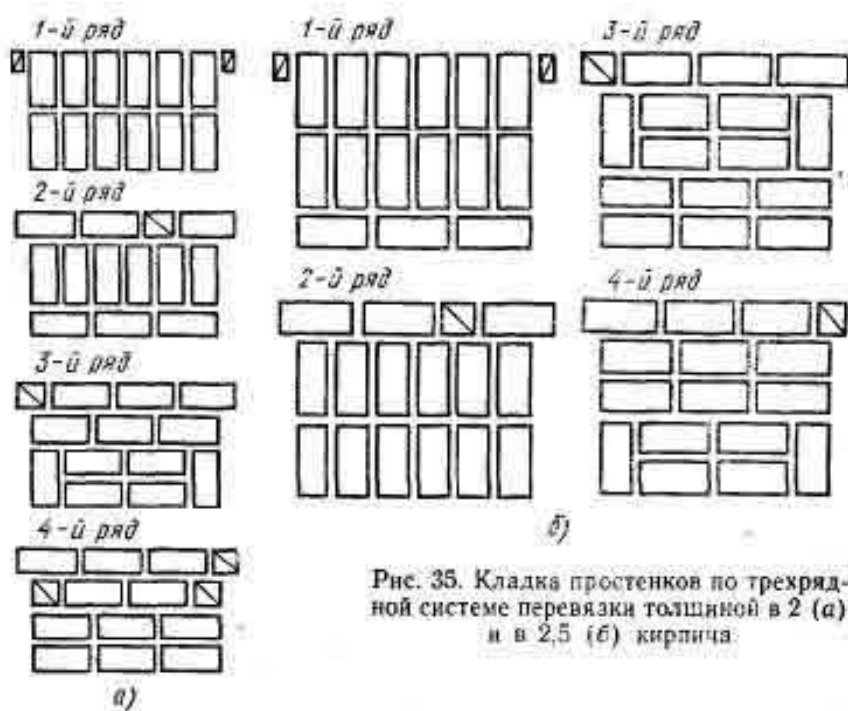 1-й ряд
2-й ряд
3-й ряд
4-й ряд
а)
1-й ряд
2-й ряд
3-й ряд
4-й ряд
б)
Рис. 35. Кладка простенков по трехряд-
ной системе перевязки толщиной в 2 (а)
и в 2,5 (б) кирпича